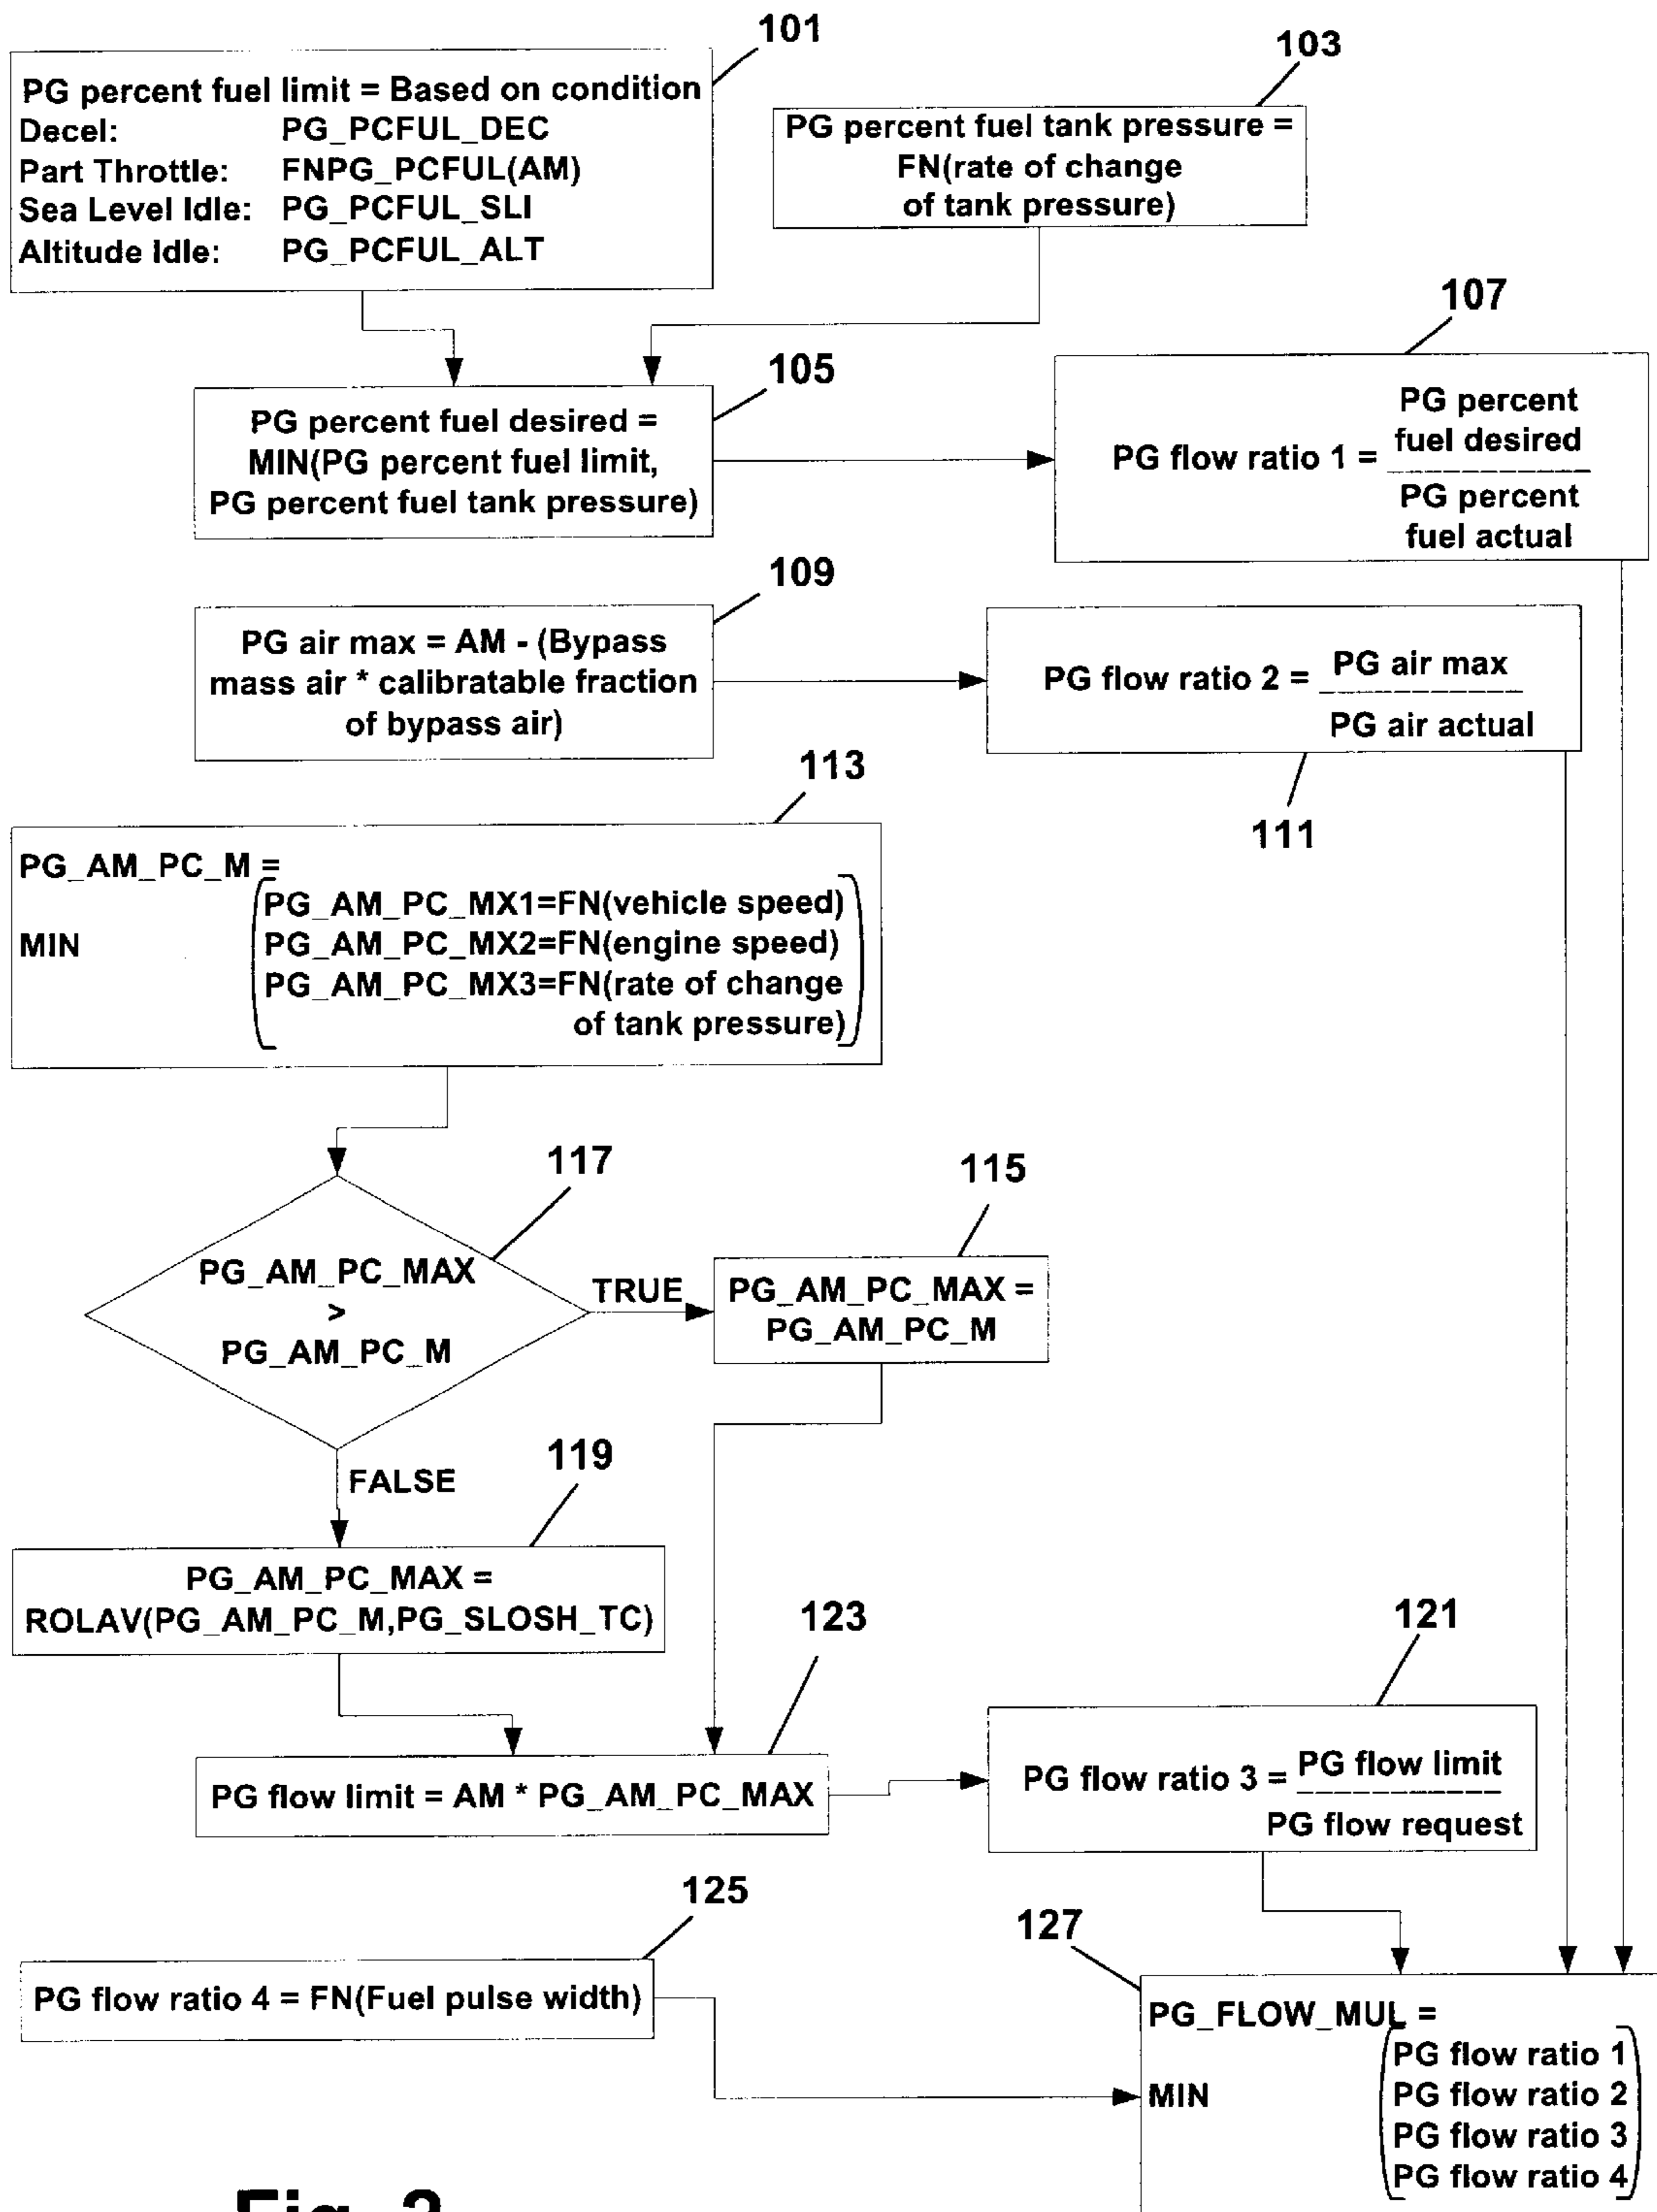 101
PG percent fuel limit = Based on condition
Decel: PG_PCFUL_DEC
Part Throttle: FNPG_PCFUL(AM)
Sea Level Idle: PG_PCFUL_SLI
Altitude Idle: PG_PCFUL_ALT
103
PG percent fuel tank pressure =
FN(rate of change
of tank pressure)
105
PG percent fuel desired =
MIN(PG percent fuel limit,
PG percent fuel tank pressure)
107
PG flow ratio 1 =
PG percent
fuel desired
PG percent
fuel actual
109
PG air max = AM - (Bypass
mass air * calibratable fraction
of bypass air)
PG flow ratio 2 =
PG air max
PG air actual
111
113
PG_AM_PC_M =
MIN
PG_AM_PC_MX1=FN(vehicle speed)
PG_AM_PC_MX2=FN(engine speed)
PG_AM_PC_MX3=FN(rate of change
of tank pressure)
117
PG_AM_PC_MAX
>
PG_AM_PC_M
TRUE
115
PG_AM_PC_MAX =
PG_AM_PC_M
FALSE
119
PG_AM_PC_MAX =
ROLAV(PG_AM_PC_M,PG_SLOSH_TC)
123
PG flow limit = AM * PG_AM_PC_MAX
121
PG flow ratio 3 =
PG flow limit
PG flow request
125
PG flow ratio 4 = FN(Fuel pulse width)
127
PG_FLOW_MUL =
MIN
PG flow ratio 1
PG flow ratio 2
PG flow ratio 3
PG flow ratio 4
Fig.